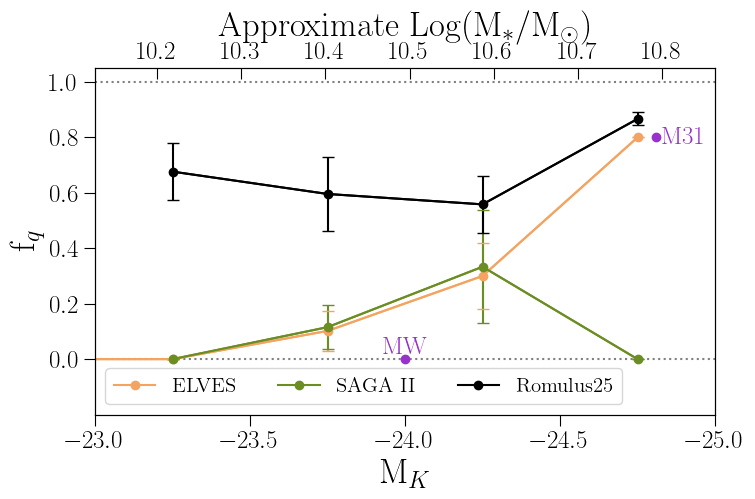 Approximate Log(M*/M⊙)
10.2 10.3 10.4 10.5 10.6 10.7 10.8
1.0
M31
0.8
0.6
f_q
0.4
0.2
MW
0.0
ELVES SAGA II Romulus25
−23.0 −23.5 −24.0 −24.5 −25.0
M_K